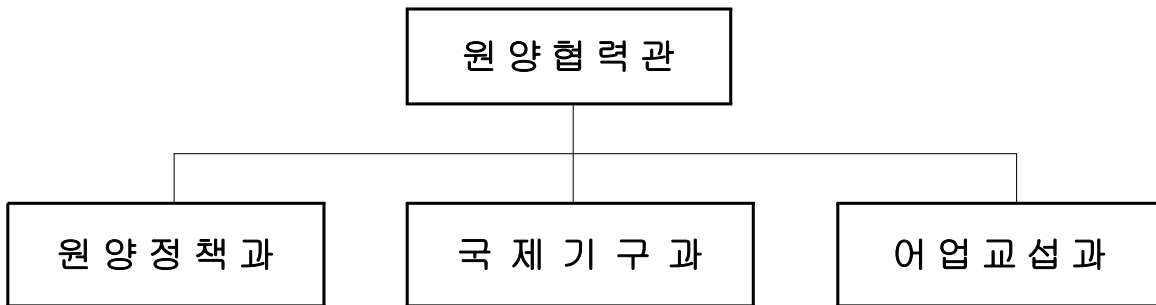 원 양 협 력 관
원 양 정 책 과
국 제 기 구 과
어 업 교 섭 과